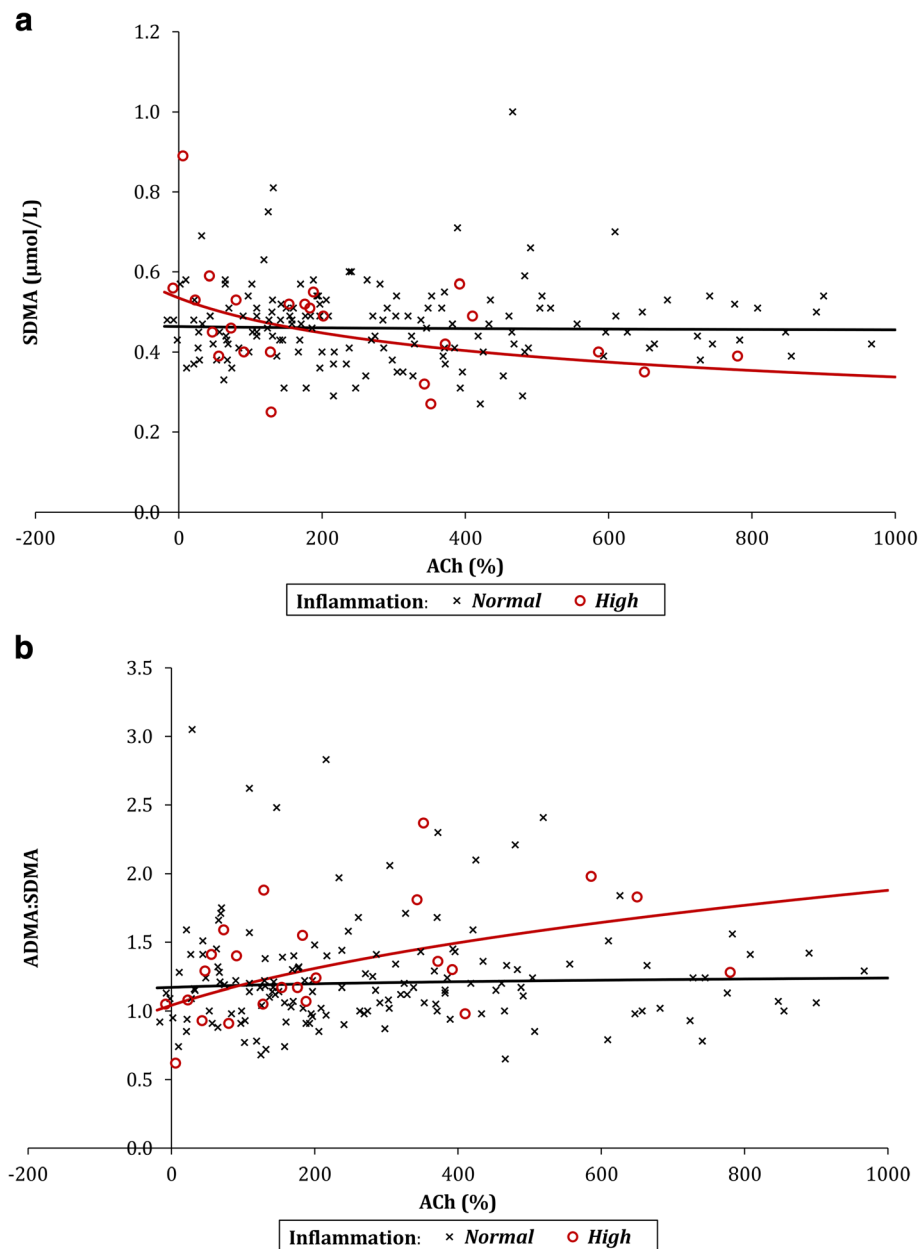 a
1.2
1.0
0.8
0.6
0.4
0.2
0.0
SDMA (µmol/L)
-200 0 200 400 600 800 1000
ACh (%)
Inflammation: × Normal o High
b
3.5
3.0
2.5
2.0
1.5
1.0
0.5
0.0
ADMA:SDMA
-200 0 200 400 600 800 1000
ACh (%)
Inflammation: × Normal o High